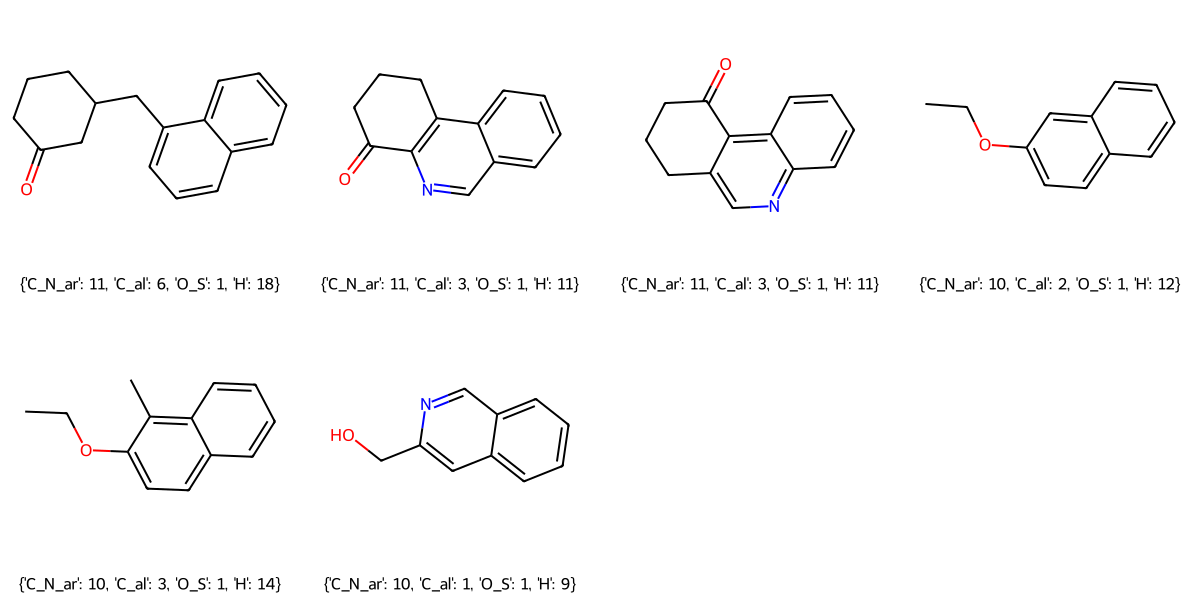 O
O
N
O
N
O
{'C_N_ar': 11, 'C_al': 6, 'O_S': 1, 'H': 18}
{'C_N_ar': 11, 'C_al': 3, 'O_S': 1, 'H': 11}
{'C_N_ar': 11, 'C_al': 3, 'O_S': 1, 'H': 11}
{'C_N_ar': 10, 'C_al': 2, 'O_S': 1, 'H': 12}
O
N
HO
{'C_N_ar': 10, 'C_al': 3, 'O_S': 1, 'H': 14}
{'C_N_ar': 10, 'C_al': 1, 'O_S': 1, 'H': 9}